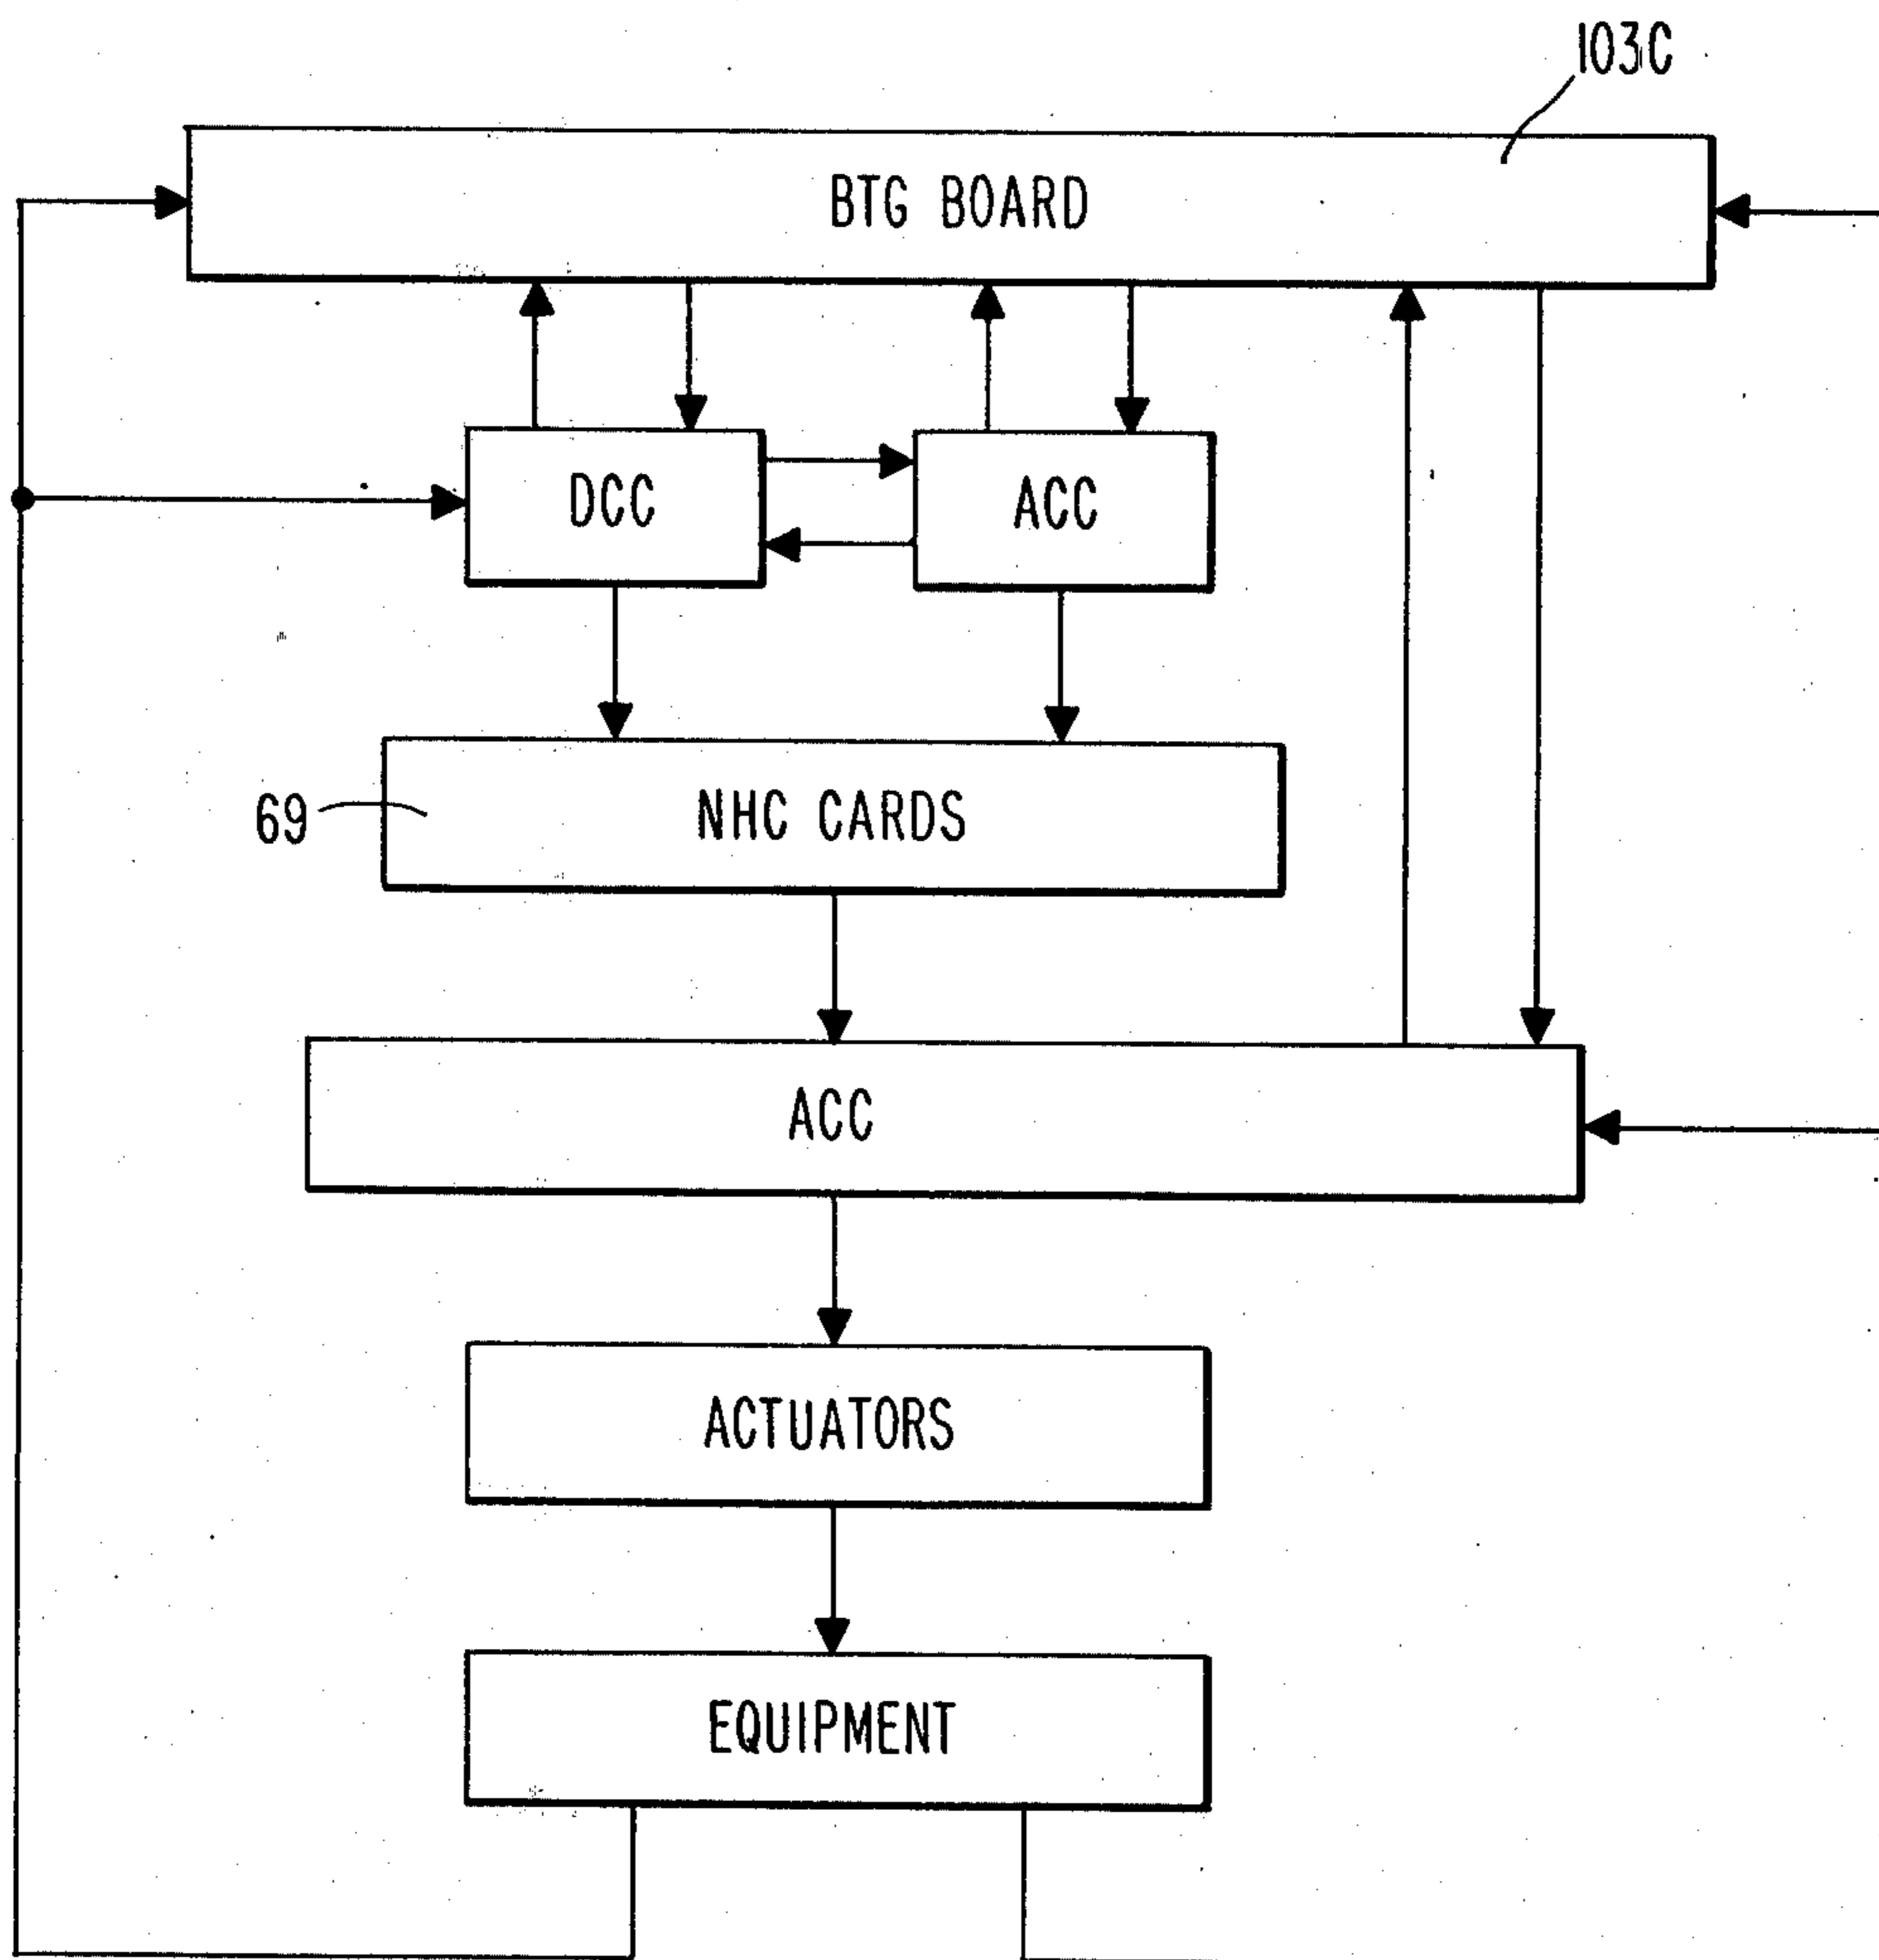 103C
BTG BOARD
DCC
ACC
69
NHC CARDS
ACC
ACTUATORS
EQUIPMENT